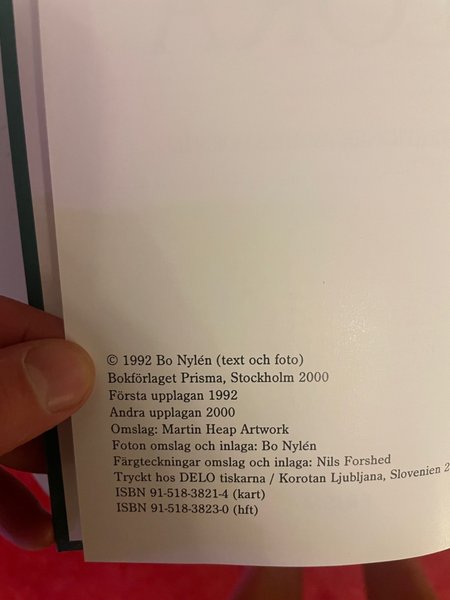 © 1992 Bo Nylén (text och foto)
Bokförlaget Prisma, Stockholm 2000
Första upplagan 1992
Andra upplagan 2000
Omslag: Martin Heap Artwork
Foton omslag och inlaga: Bo Nylén
Färgteckningar omslag och inlaga: Nils Forshed
Tryckt hos DELO tiskarna / Korotan Ljubljana, Slovenien
ISBN 91-518-3821-4 (kart)
ISBN 91-518-3823-0 (hft)